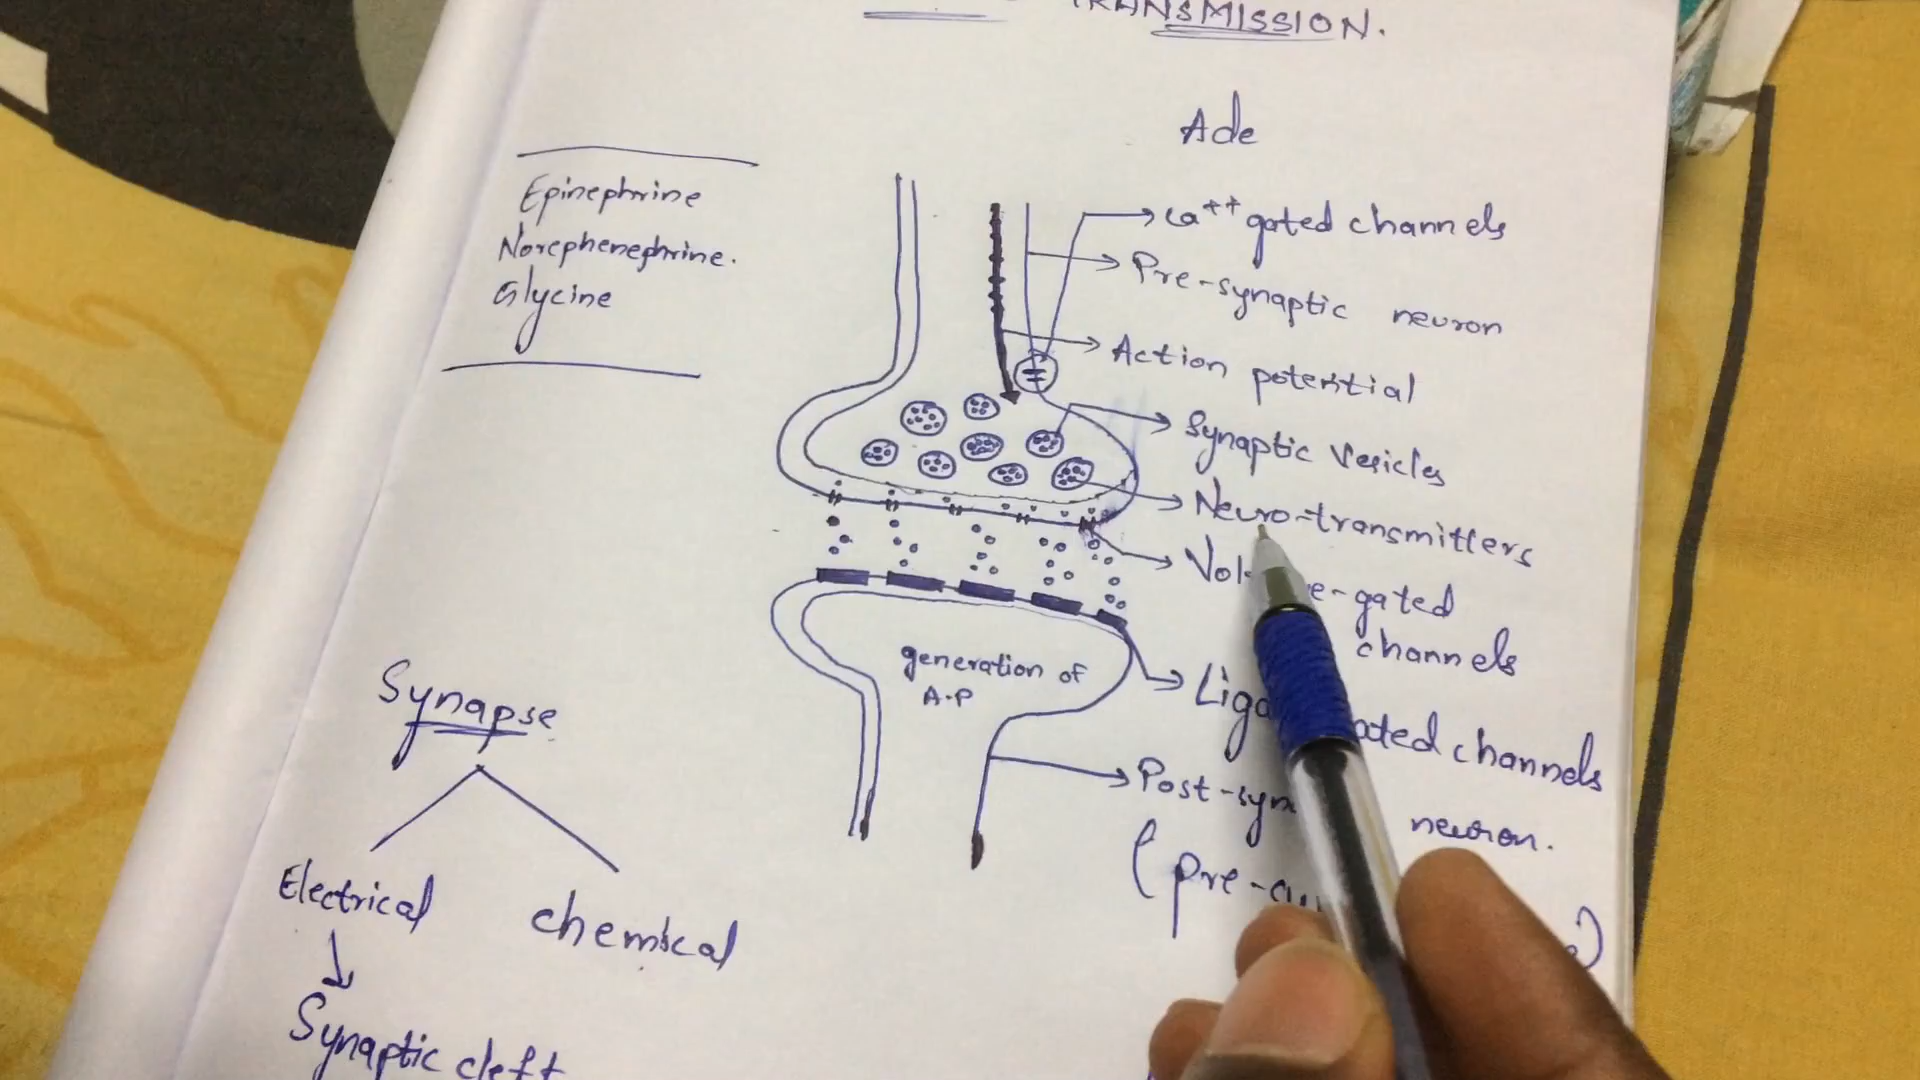 TRANSMISSION.
Ade
Epinephrine
Norephenephrine.
Glycine
Ca++ gated channels
Pre-synaptic neuron
Action potential
Synaptic vesicles
Neuro-transmitters
e-gated
channels
ated channels
generation of
A.P
Post-syn neuron.
(Pre-
Synapse
Electrical chemical
Synaptic cleft